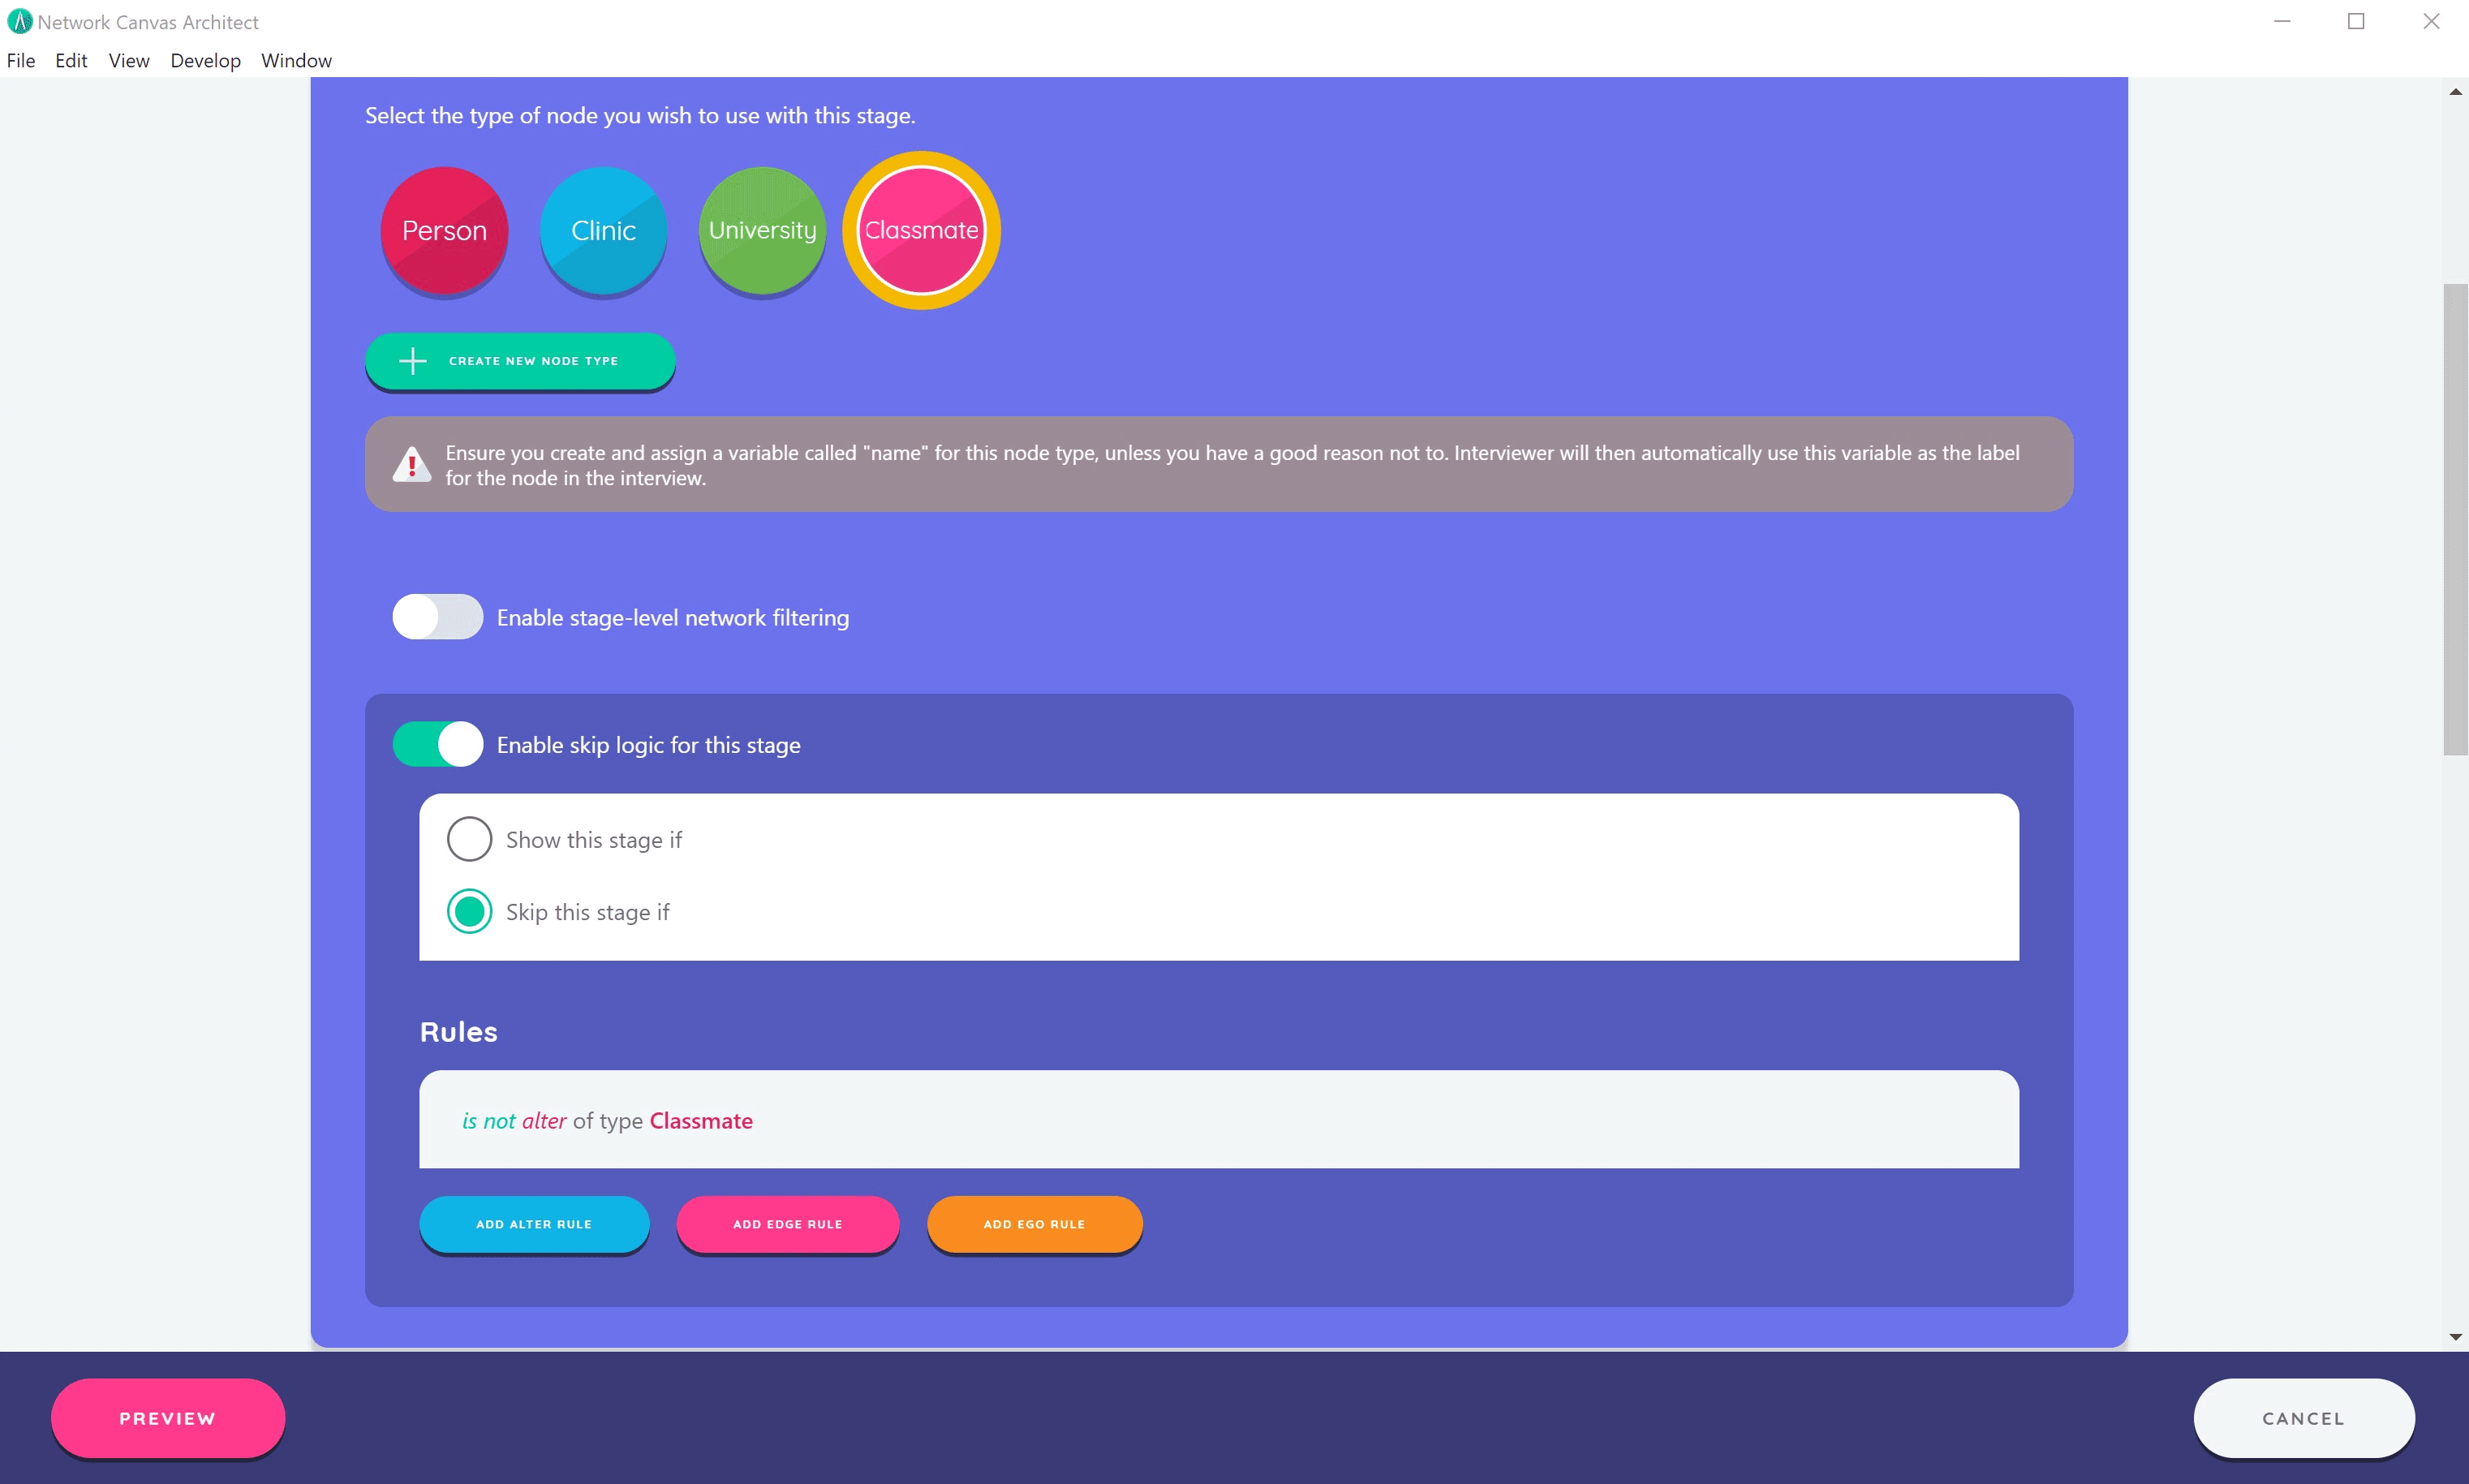 Network Canvas Architect
File Edit View Develop Window
Select the type of node you wish to use with this stage.
Person Clinic University Classmate
CREATE NEW NODE TYPE
Ensure you create and assign a variable called "name" for this node type, unless you have a good reason not to. Interviewer will then automatically use this variable as the label
for the node in the interview.
Enable stage-level network filtering
Enable skip logic for this stage
Show this stage if
Skip this stage if
Rules
is not alter of type Classmate
ADD ALTER RULE ADD EDGE RULE ADD EGO RULE
PREVIEW CANCEL